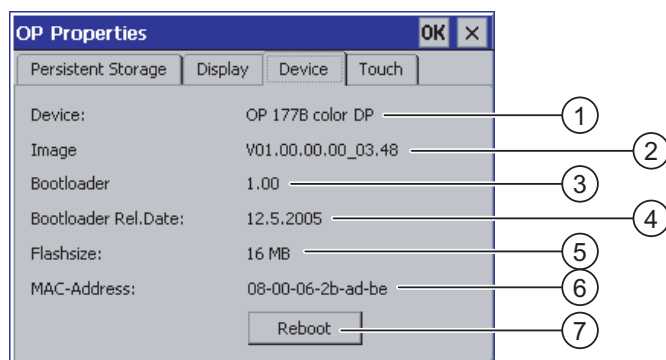 OP Properties OK ×
Persistent Storage Display Device Touch
Device: OP 177B color DP 1
Image V01.00.00.00_03.48 2
Bootloader 1.00 3
Bootloader Rel.Date: 12.5.2005 4
Flashsize: 16 MB 5
MAC-Address: 08-00-06-2b-ad-be 6
Reboot 7